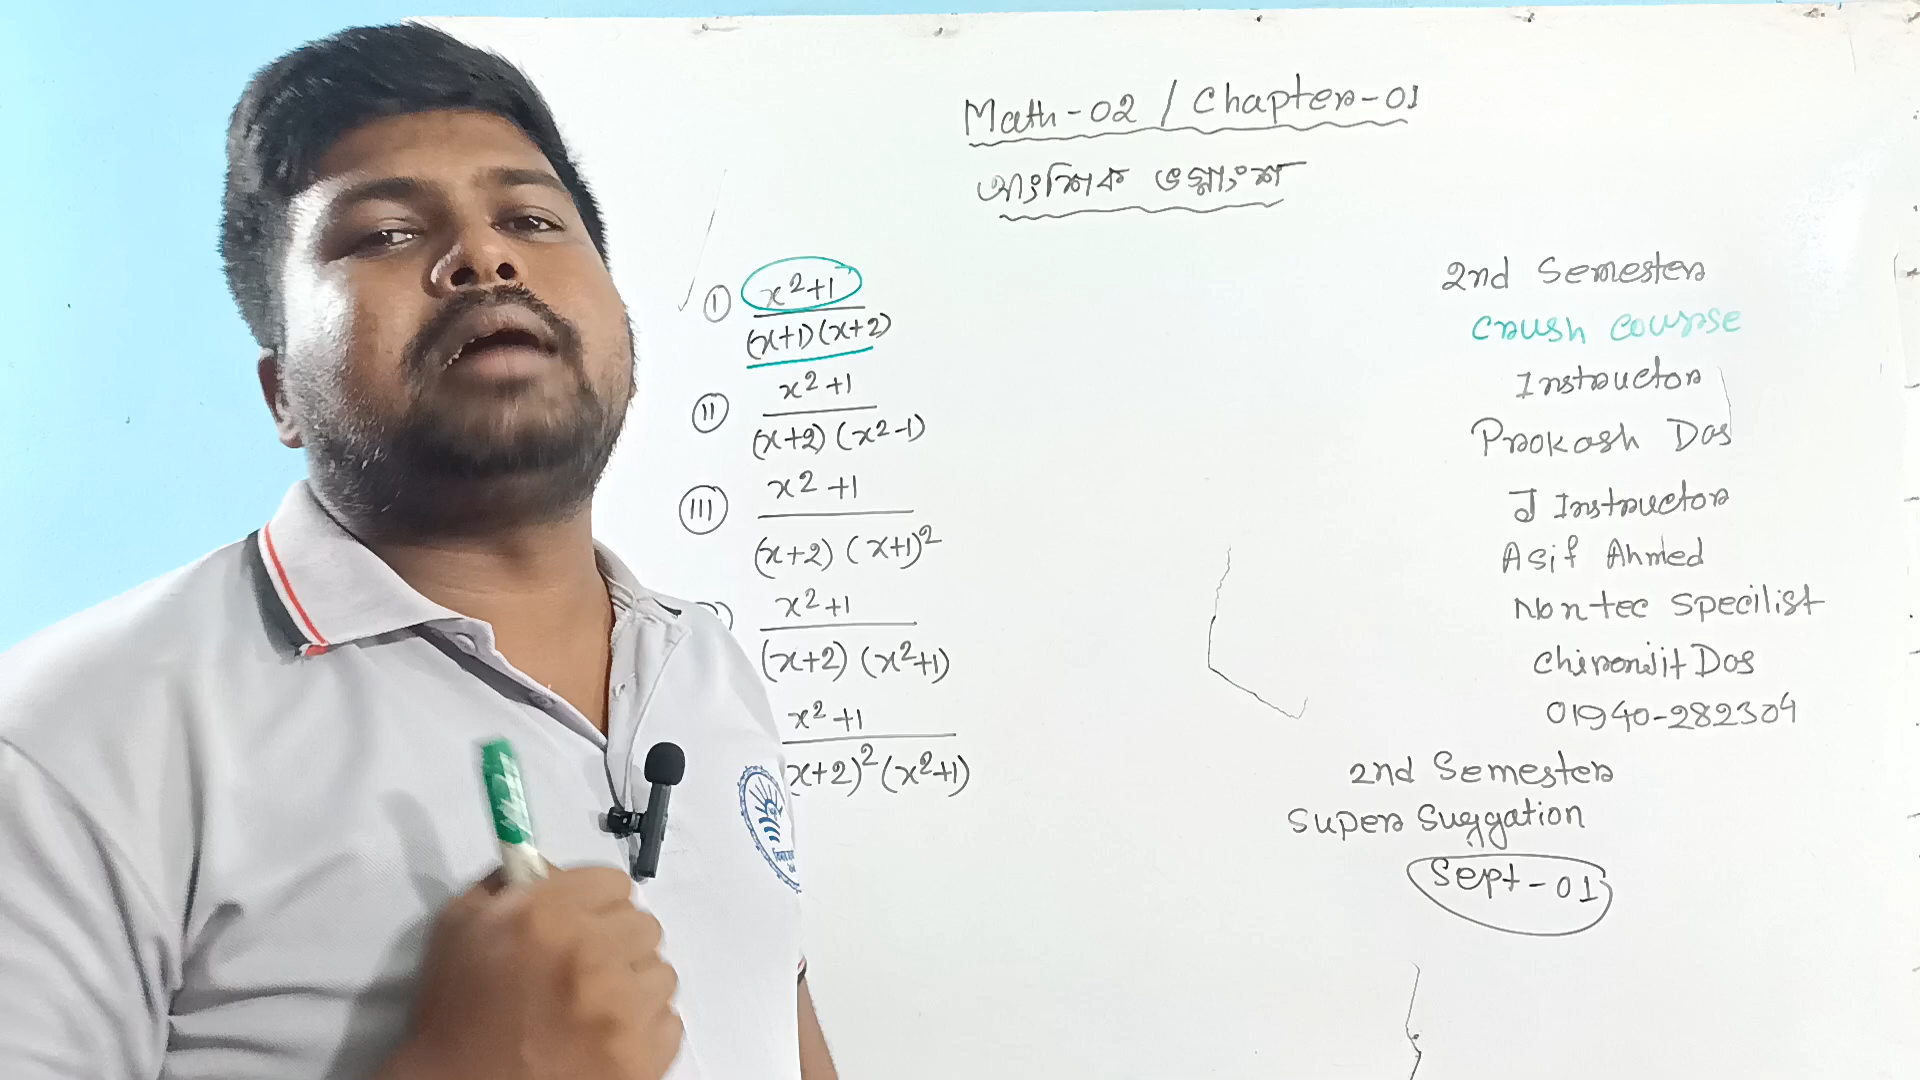 Math-02 / Chapter-01
আংশিক ভগ্নাংশ
I x²+1
(x+1)(x+2)
II x²+1
(x+2)(x²-1)
III x²+1
(x+2)(x+1)²
x²+1
(x+2)(x²+1)
x²+1
x+2)²(x²+1)
2nd Semester
Crush Course
Instructor
Prokash Das
J Instructor
Asif Ahmed
Non tec Specilist
Chironjit Das
01940-282304
2nd Semester
Super Suggation
Sept-01